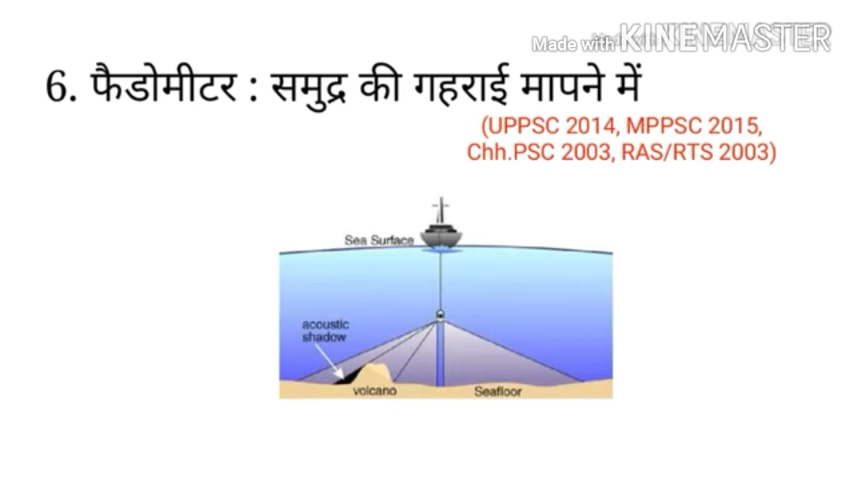 Made with KINEMASTER
6. फैडोमीटर : समुद्र की गहराई मापने में
(UPPSC 2014, MPPSC 2015,
Chh.PSC 2003, RAS/RTS 2003)
Sea Surface
acoustic
shadow
volcano
Seafloor